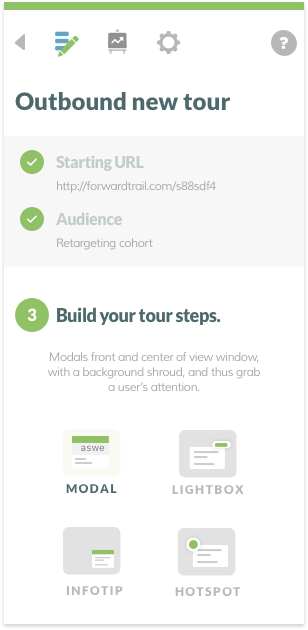 ?
Outbound new tour
Starting URL
http://forwardtrail.com/s88sdf4
Audience
Retargeting cohort
3 Build your tour steps.
Modals front and center of view window,
with a background shroud, and thus grab
a user's attention.
aswe
MODAL
LIGHTBOX
INFOTIP
HOTSPOT